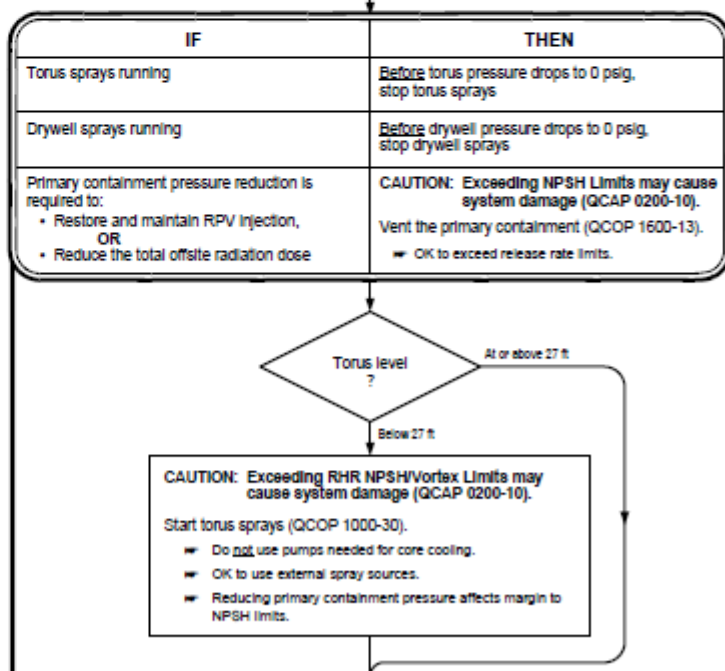 IF
THEN
Torus sprays running
Before torus pressure drops to 0 psig,
stop torus sprays
Drywell sprays running
Before drywell pressure drops to 0 psig,
stop drywell sprays
Primary containment pressure reduction is
required to:
• Restore and maintain RPV injection,
OR
• Reduce the total offsite radiation dose
CAUTION: Exceeding NPSH Limits may cause
system damage (QCAP 0200-10).
Vent the primary containment (QCOP 1600-13).
☛ OK to exceed release rate limits.
Torus level
?
At or above 27 ft
Below 27 ft
CAUTION: Exceeding RHR NPSH/Vortex Limits may
cause system damage (QCAP 0200-10).
Start torus sprays (QCOP 1000-30).
☛ Do not use pumps needed for core cooling.
☛ OK to use external spray sources.
☛ Reducing primary containment pressure affects margin to
NPSH limits.